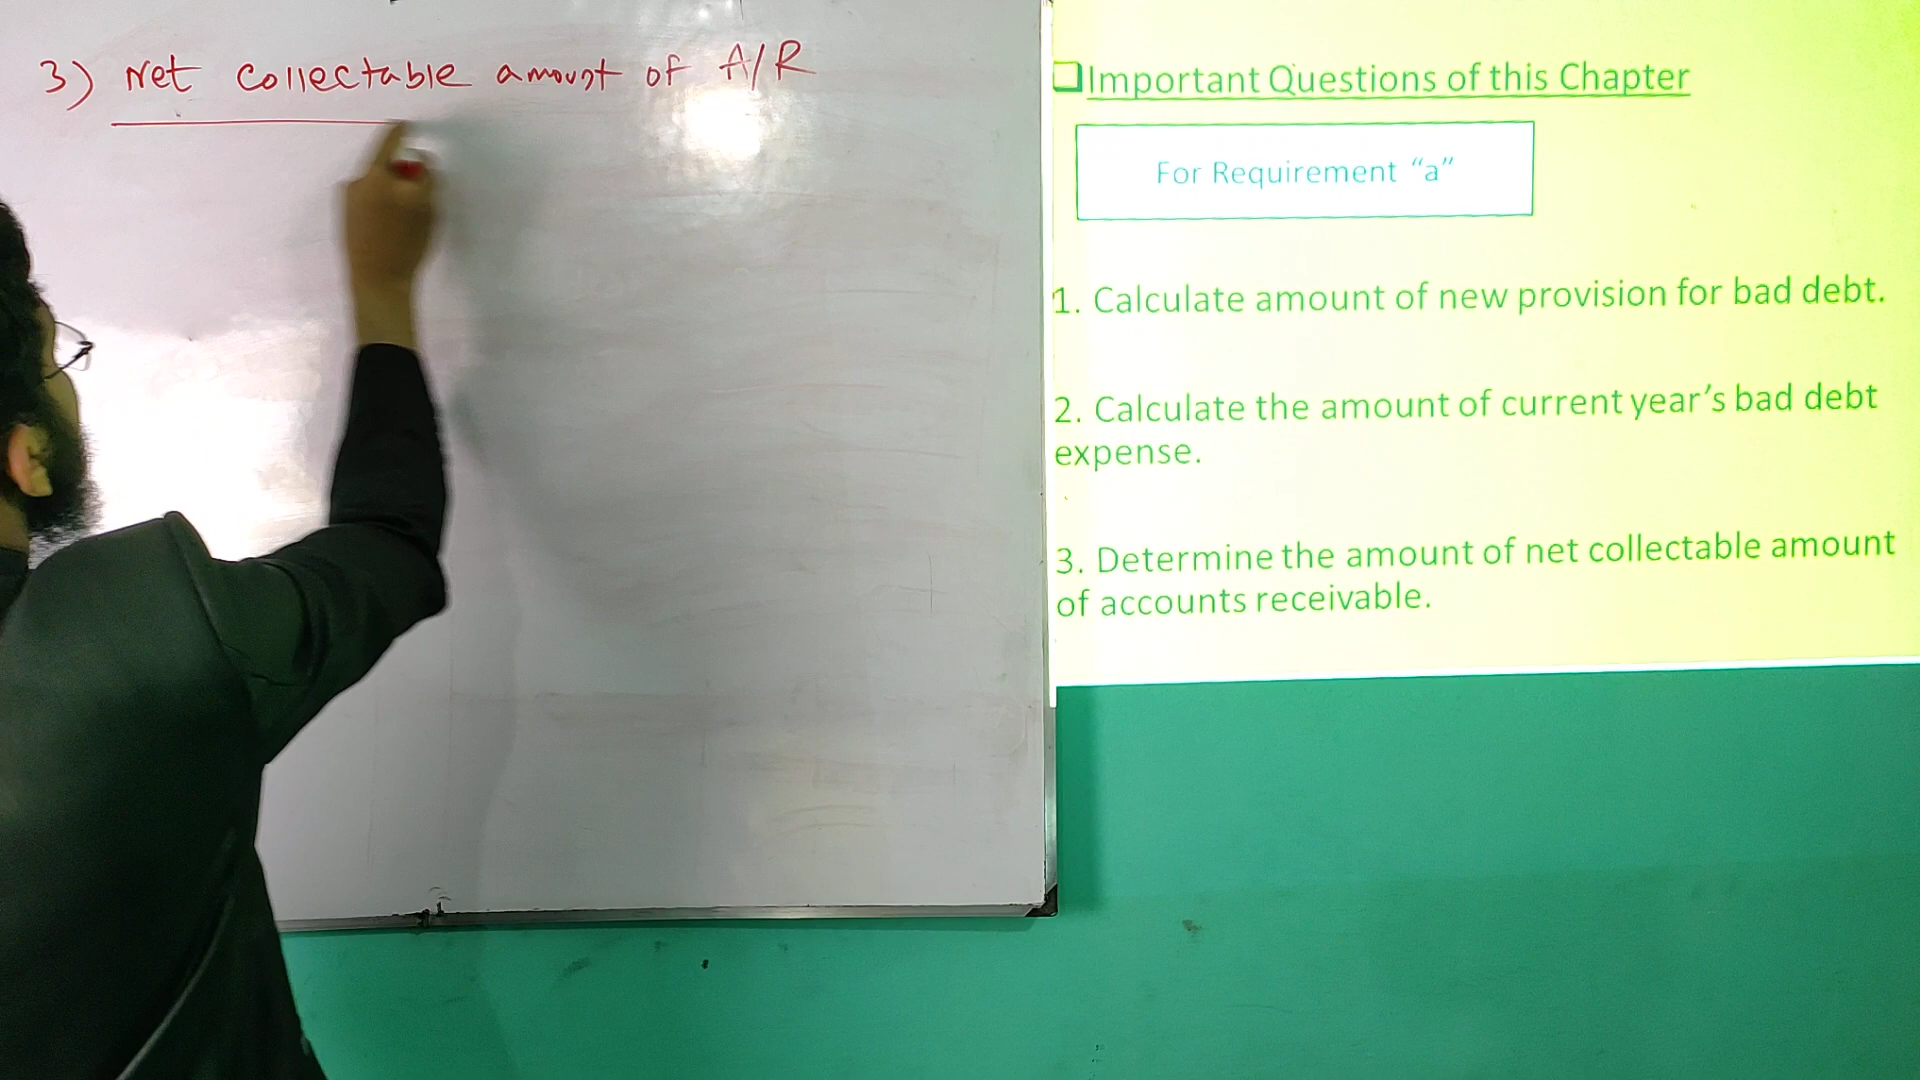 3) Net collectable amount of A/R
Important Questions of this Chapter
For Requirement “a”
1. Calculate amount of new provision for bad debt.
2. Calculate the amount of current year’s bad debt
expense.
3. Determine the amount of net collectable amount
of accounts receivable.